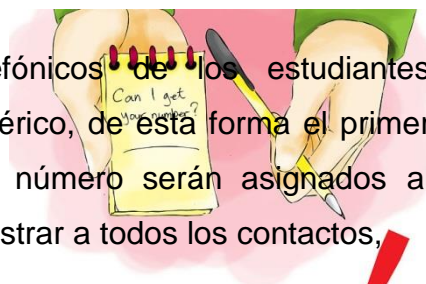 efónicos de los estudiantes
Can I get
your number?
érico, de esta forma el primer
número serán asignados a
strar a todos los contactos,